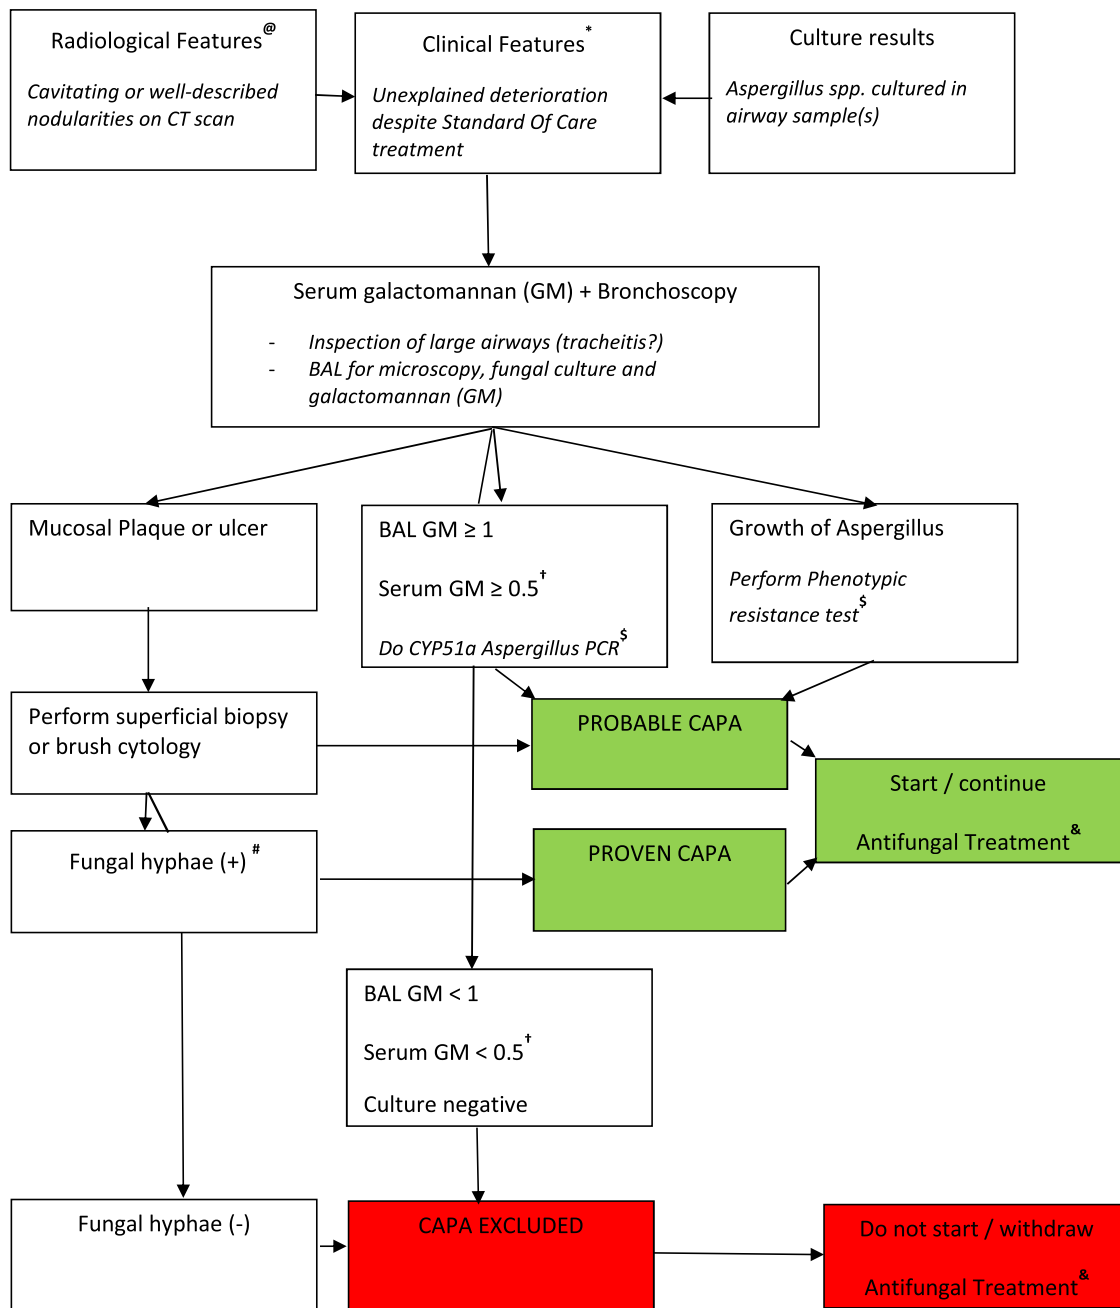 Radiological Features@
Cavitating or well-described
nodularities on CT scan
Clinical Features*
Unexplained deterioration
despite Standard Of Care
treatment
Culture results
Aspergillus spp. cultured in
airway sample(s)
Serum galactomannan (GM) + Bronchoscopy
- Inspection of large airways (tracheitis?)
- BAL for microscopy, fungal culture and
galactomannan (GM)
Mucosal Plaque or ulcer
BAL GM ≥ 1
Serum GM ≥ 0.5†
Do CYP51a Aspergillus PCR$
Growth of Aspergillus
Perform Phenotypic
resistance test$
Perform superficial biopsy
or brush cytology
PROBABLE CAPA
Start / continue
Antifungal Treatment&
Fungal hyphae (+) #
PROVEN CAPA
BAL GM < 1
Serum GM < 0.5†
Culture negative
Fungal hyphae (-)
CAPA EXCLUDED
Do not start / withdraw
Antifungal Treatment&